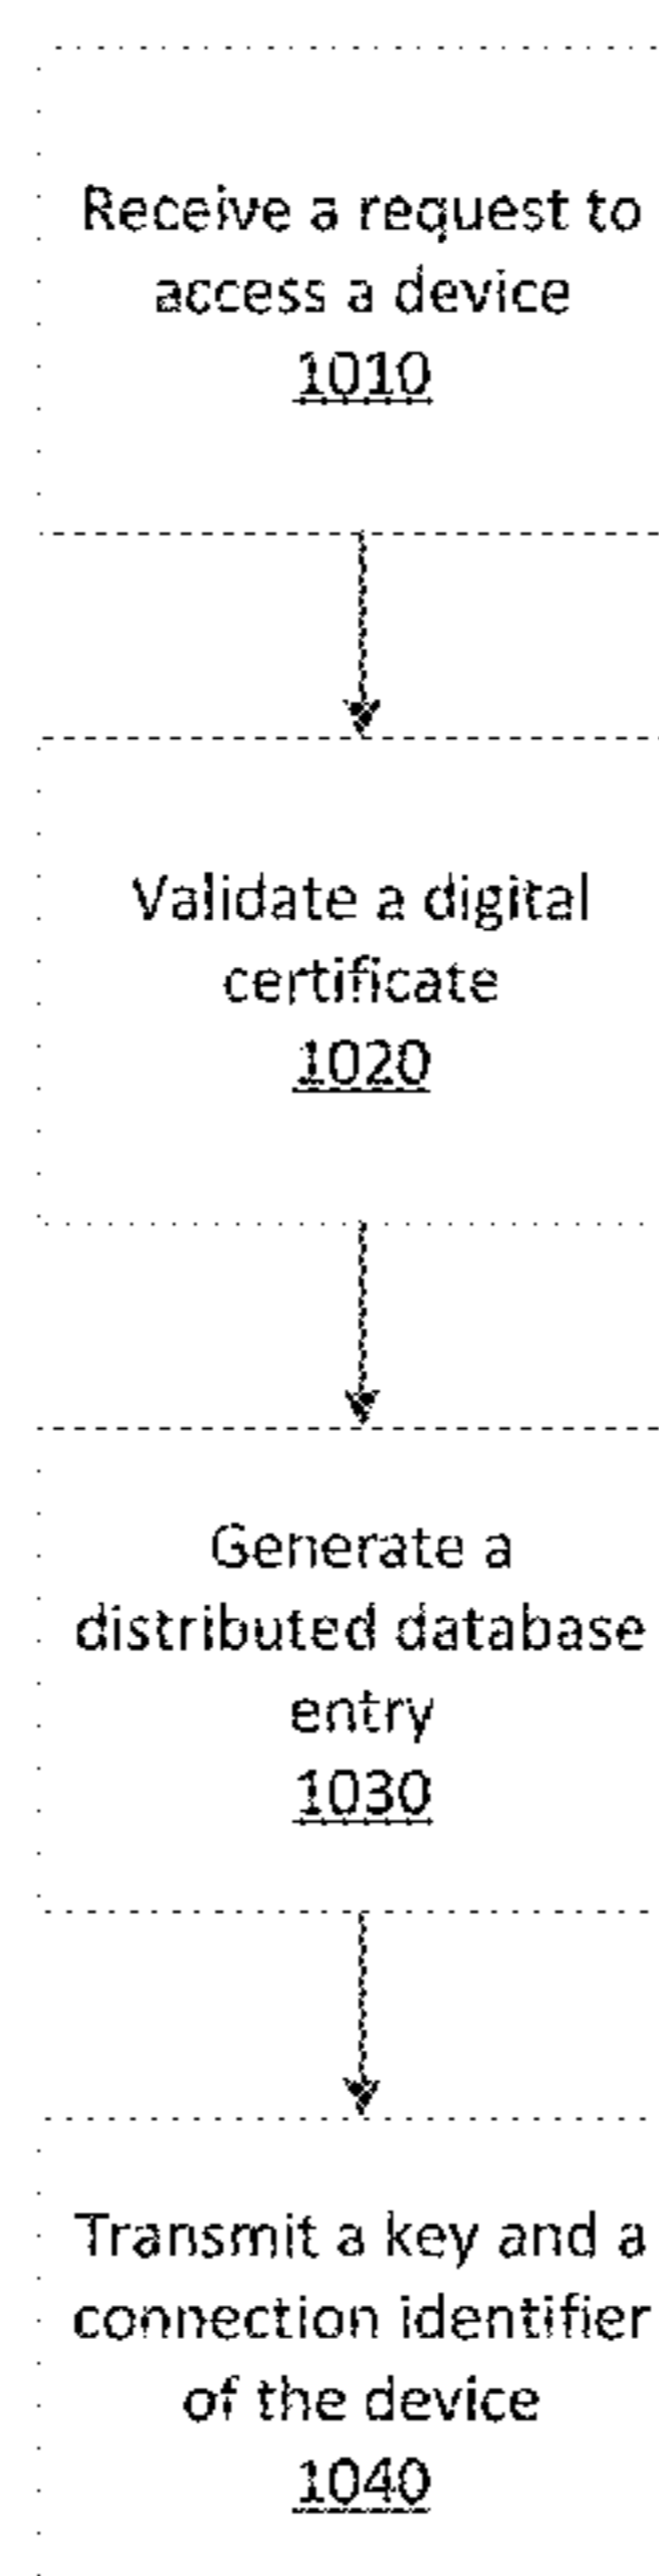 Receive a request to
access a device
1010
Validate a digital
certificate
1020
Generate a
distributed database
entry
1030
Transmit a key and a
connection identifier
of the device
1040